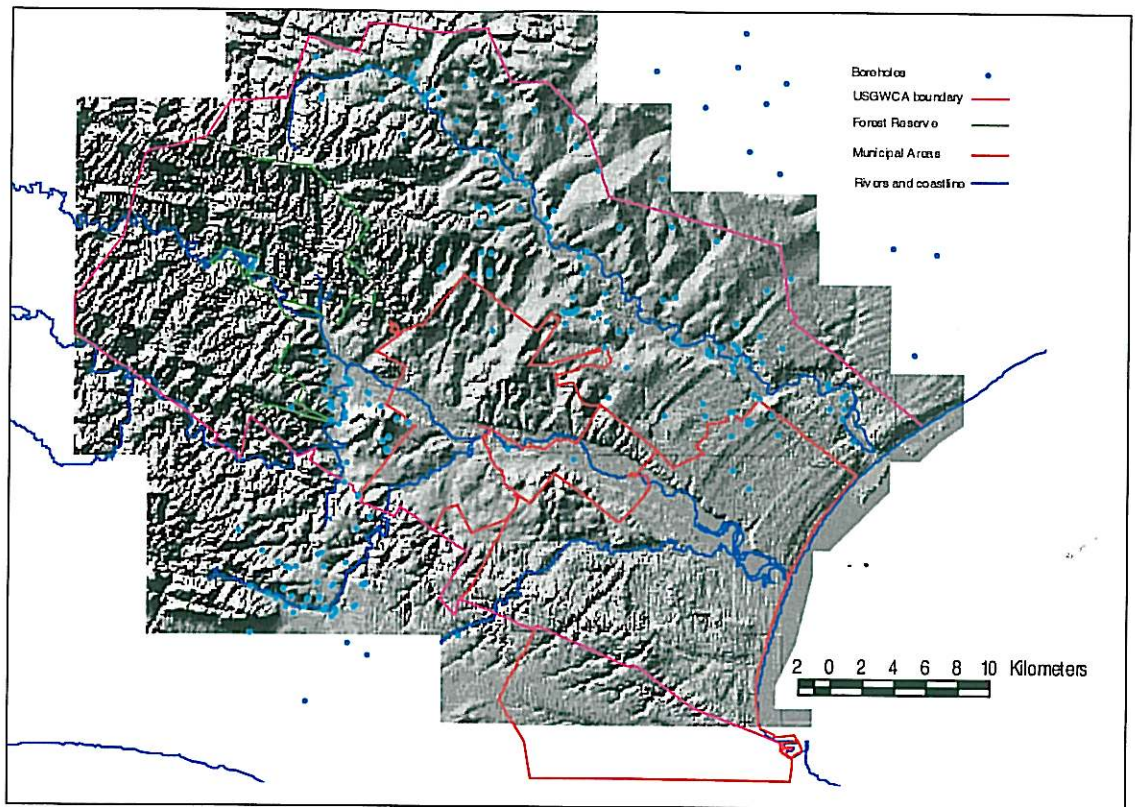 Boreholes
USGWCA boundary
Forest Reserve
Municipal Areas
Rivers and coastline
2 0 2 4 6 8 10 Kilometers